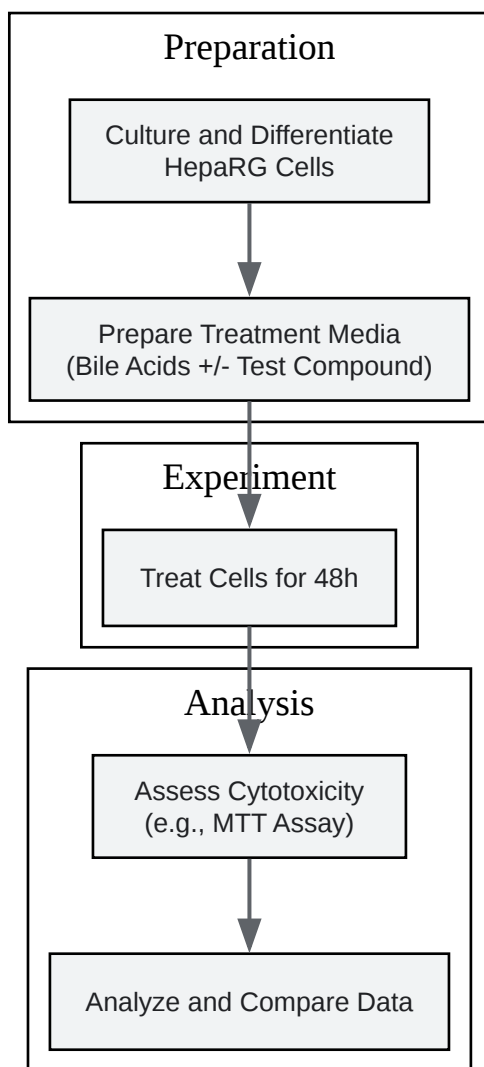 Preparation
Culture and Differentiate
HepaRG Cells
Prepare Treatment Media
(Bile Acids +/- Test Compound)
Experiment
Treat Cells for 48h
Analysis
Assess Cytotoxicity
(e.g., MTT Assay)
Analyze and Compare Data